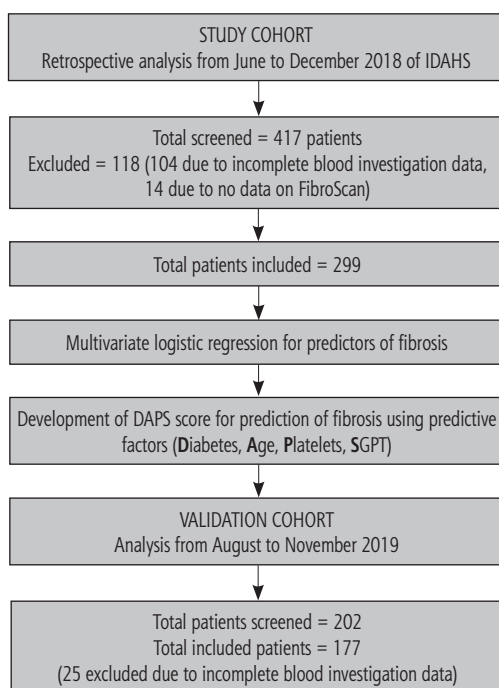 STUDY COHORT
Retrospective analysis from June to December 2018 of IDAHS
Total screened = 417 patients
Excluded = 118 (104 due to incomplete blood investigation data,
14 due to no data on FibroScan)
Total patients included = 299
Multivariate logistic regression for predictors of fibrosis
Development of DAPS score for prediction of fibrosis using predictive
factors (Diabetes, Age, Platelets, SGPT)
VALIDATION COHORT
Analysis from August to November 2019
Total patients screened = 202
Total included patients = 177
(25 excluded due to incomplete blood investigation data)